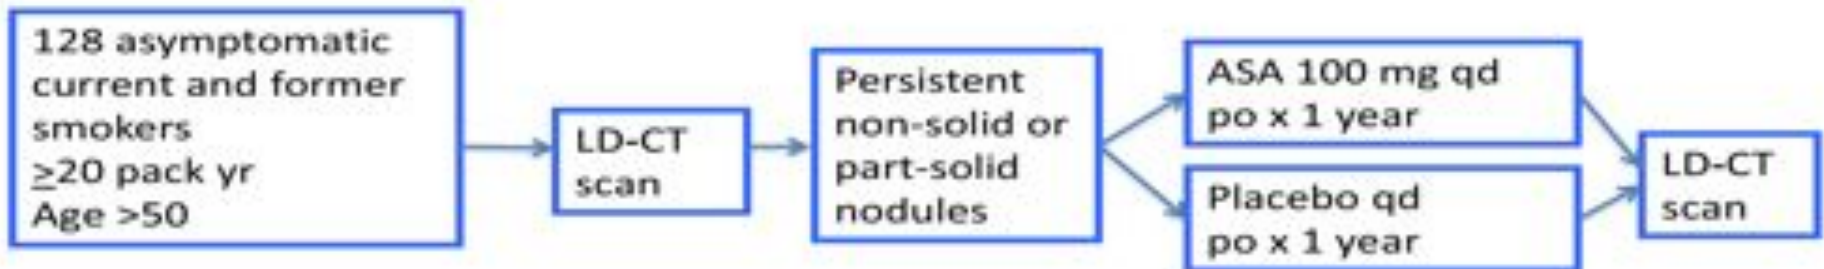 128 asymptomatic
current and former
smokers
≥20 pack yr
Age >50
LD-CT
scan
Persistent
non-solid or
part-solid
nodules
ASA 100 mg qd
po x 1 year
Placebo qd
po x 1 year
LD-CT
scan